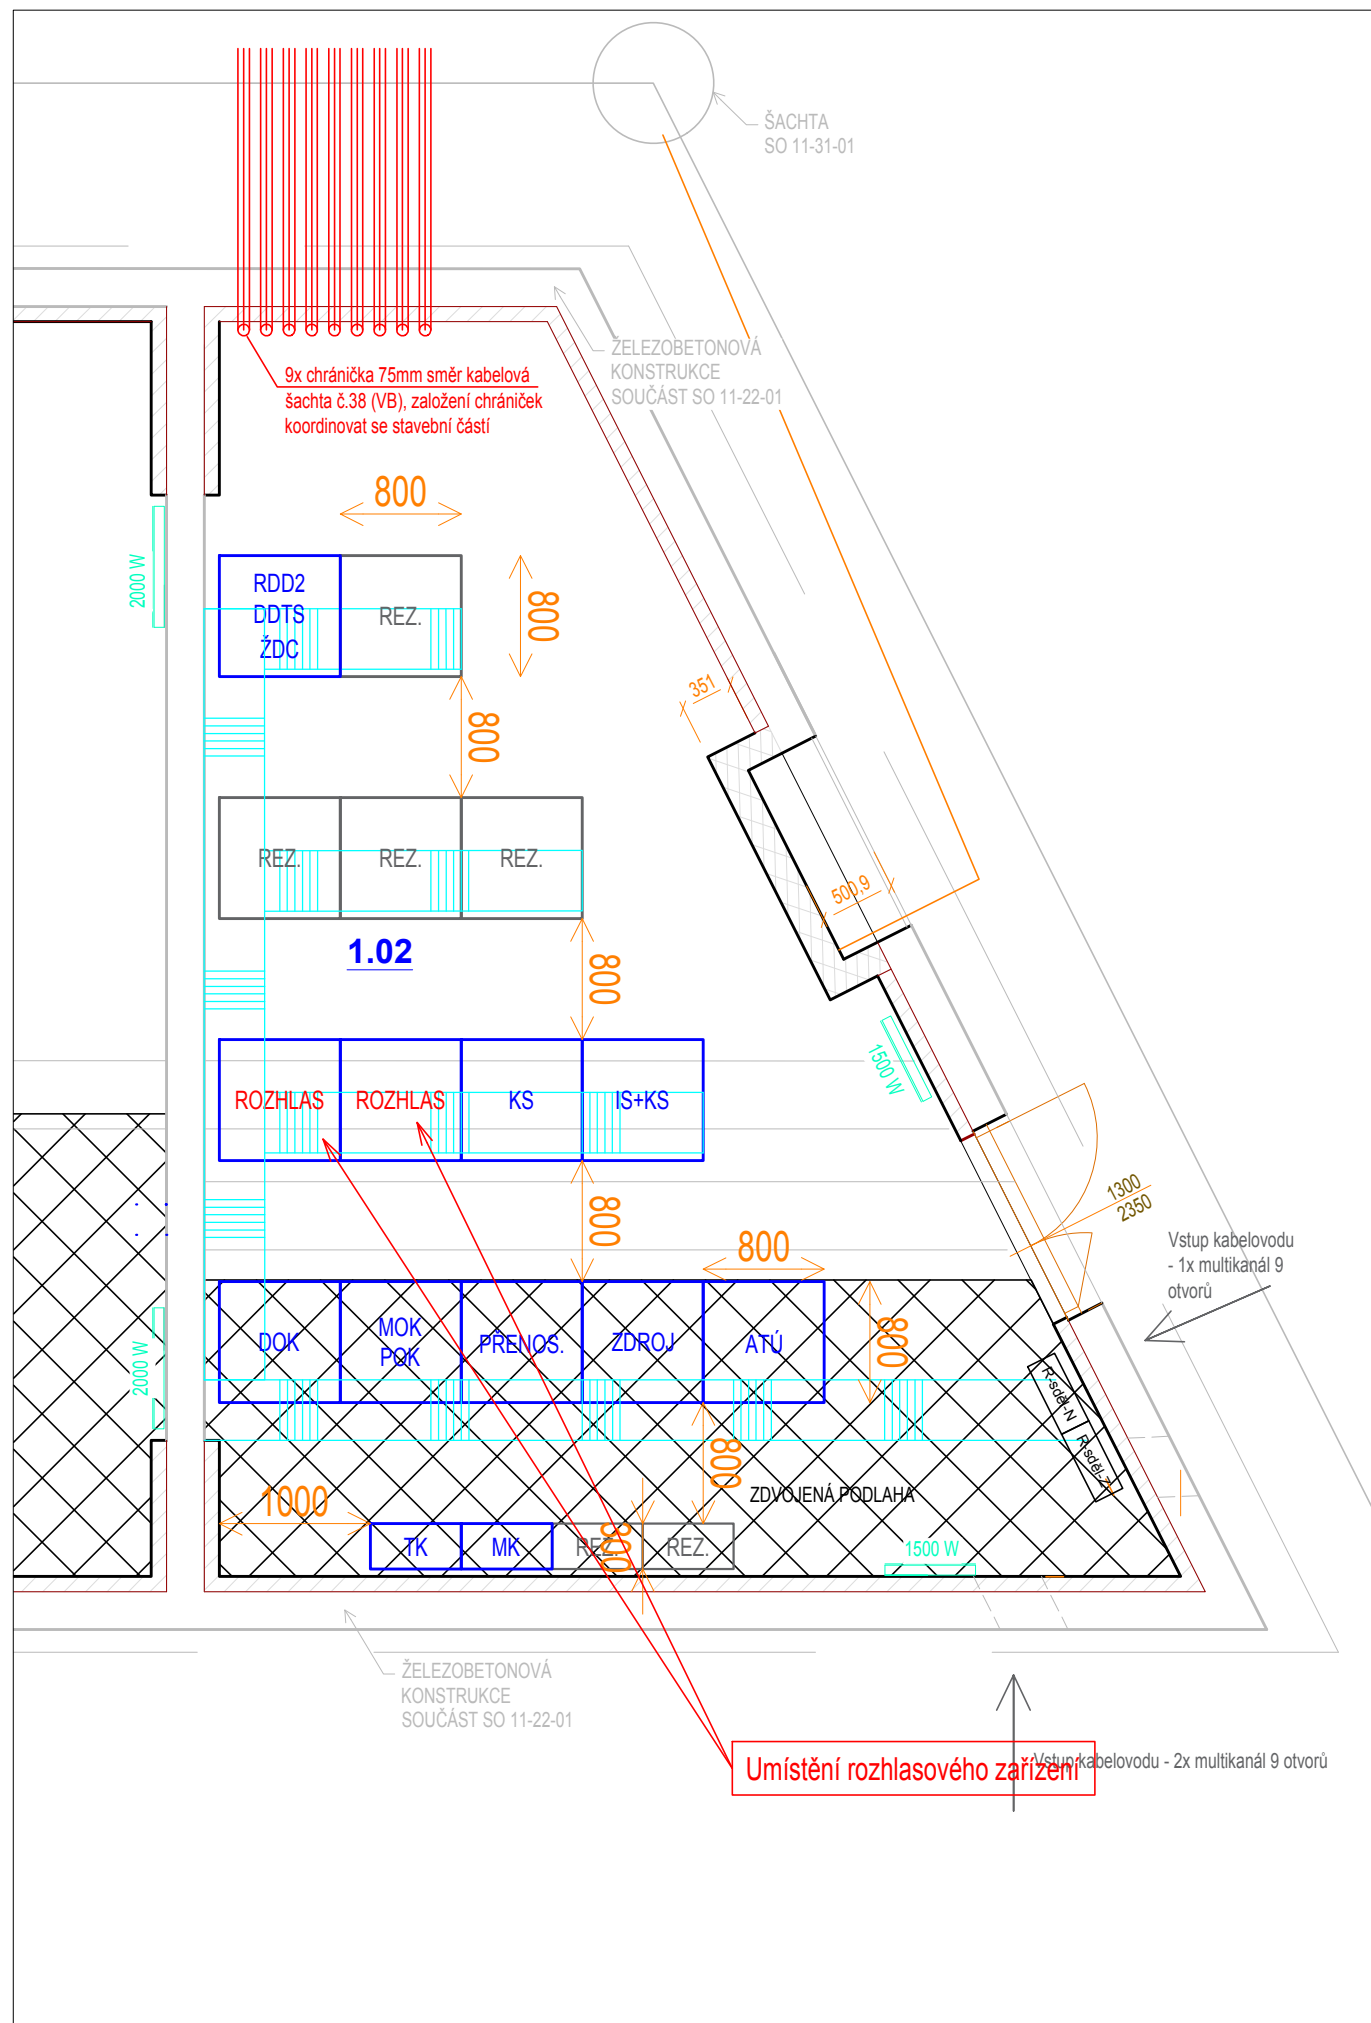 ŠACHTA
SO 11-31-01
ŽELEZOBETONOVÁ
KONSTRUKCE
SOUČÁST SO 11-22-01
9x chránička 75mm směr kabelová
šachta č.38 (VB), založení chrániček
koordinovat se stavební částí
800
2000 W
RDD2
DDTS
ŽDC
REZ.
800
351
800
REZ.
REZ.
REZ.
500,9
1.02
800
1500 W
ROZHLAS
ROZHLAS
KS
IS+KS
1300
2350
800
800
Vstup kabelovodu
- 1x multikanál 9
otvorů
2000 W
DOK
MOK
POK
PŘENOS.
ZDROJ
ATÚ
800
R-sděl-N
R-sděl-Z
800
ZDVOJENÁ PODLAHA
1000
TK
MK
REZ.
300
REZ.
1500 W
ŽELEZOBETONOVÁ
KONSTRUKCE
SOUČÁST SO 11-22-01
Umístění rozhlasového zařízení
Vstup kabelovodu - 2x multikanál 9 otvorů